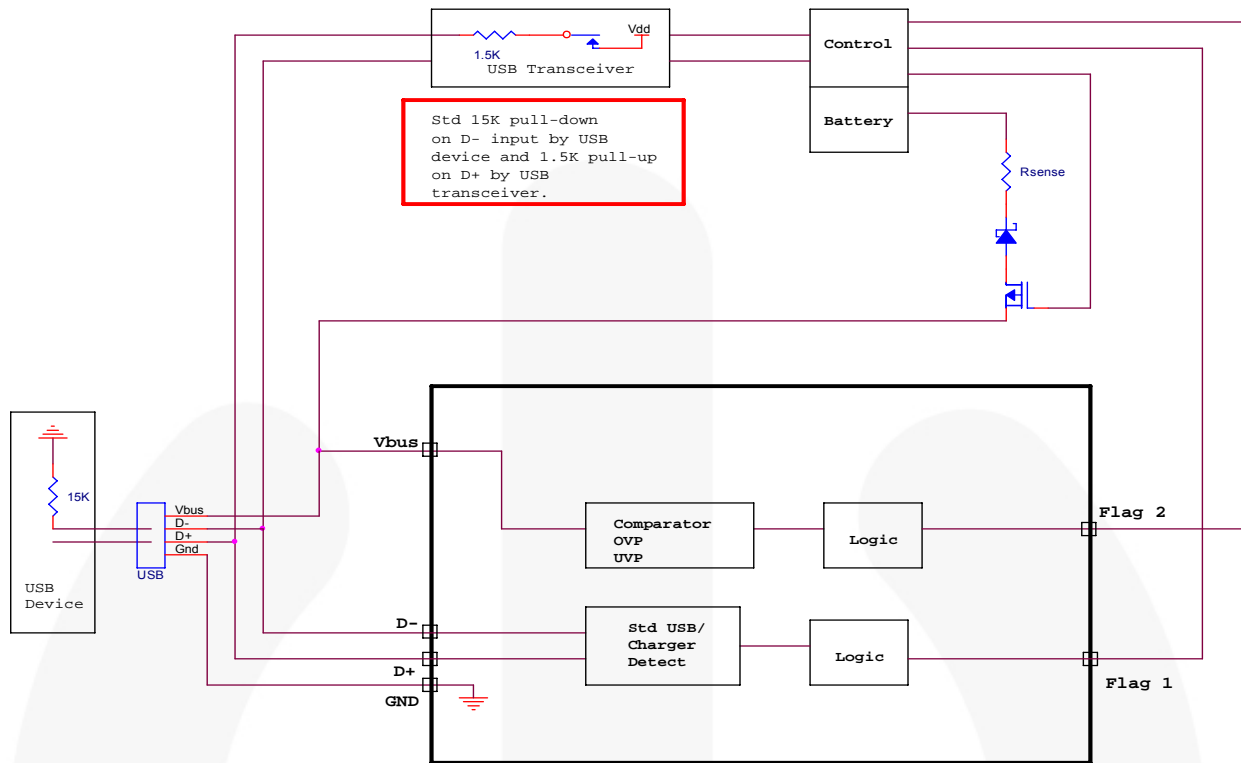 Vdd
1.5K
USB Transceiver
Control
Battery
Std 15K pull-down
on D- input by USB
device and 1.5K pull-up
on D+ by USB
transceiver.
Rsense
Vbus
15K
Vbus
D-
D+
Gnd
USB
USB
Device
Comparator
OVP
UVP
Logic
Flag 2
D-
D+
GND
Std USB/
Charger
Detect
Logic
Flag 1